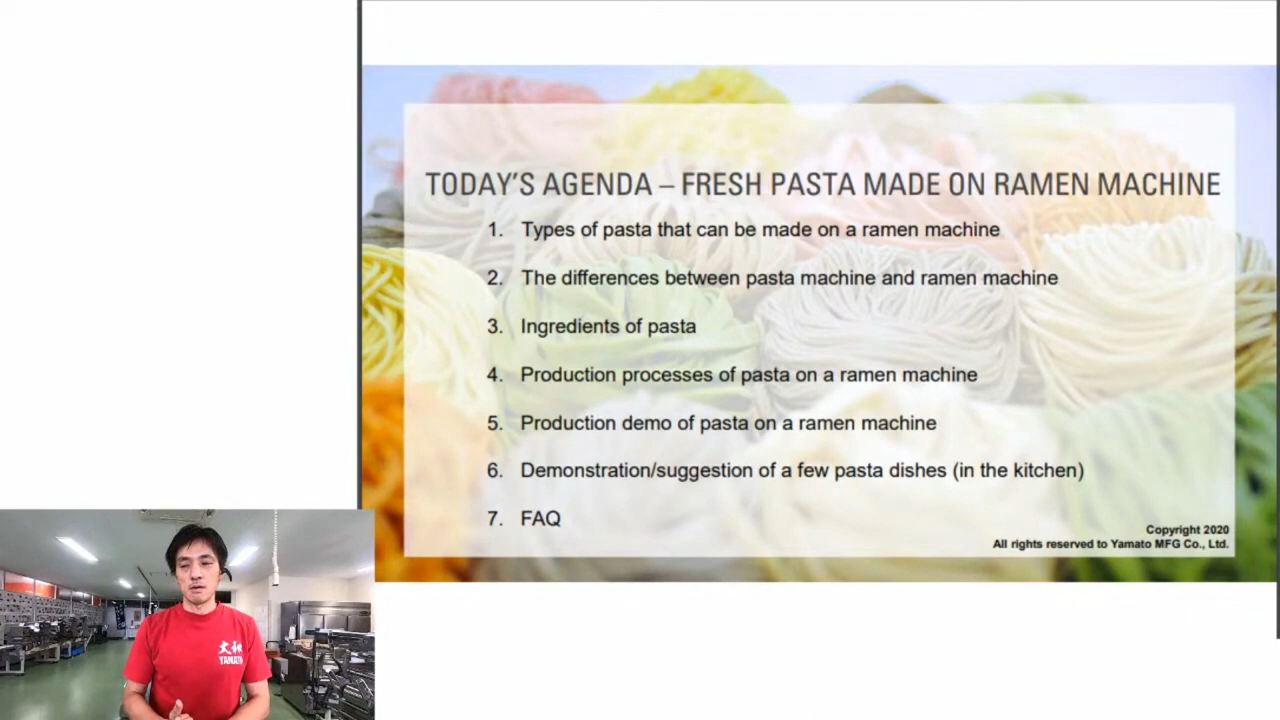 TODAY'S AGENDA – FRESH PASTA MADE ON RAMEN MACHINE
1. Types of pasta that can be made on a ramen machine
2. The differences between pasta machine and ramen machine
3. Ingredients of pasta
4. Production processes of pasta on a ramen machine
5. Production demo of pasta on a ramen machine
6. Demonstration/suggestion of a few pasta dishes (in the kitchen)
7. FAQ
Copyright 2020
All rights reserved to Yamato MFG Co., Ltd.
大和
YAMATO